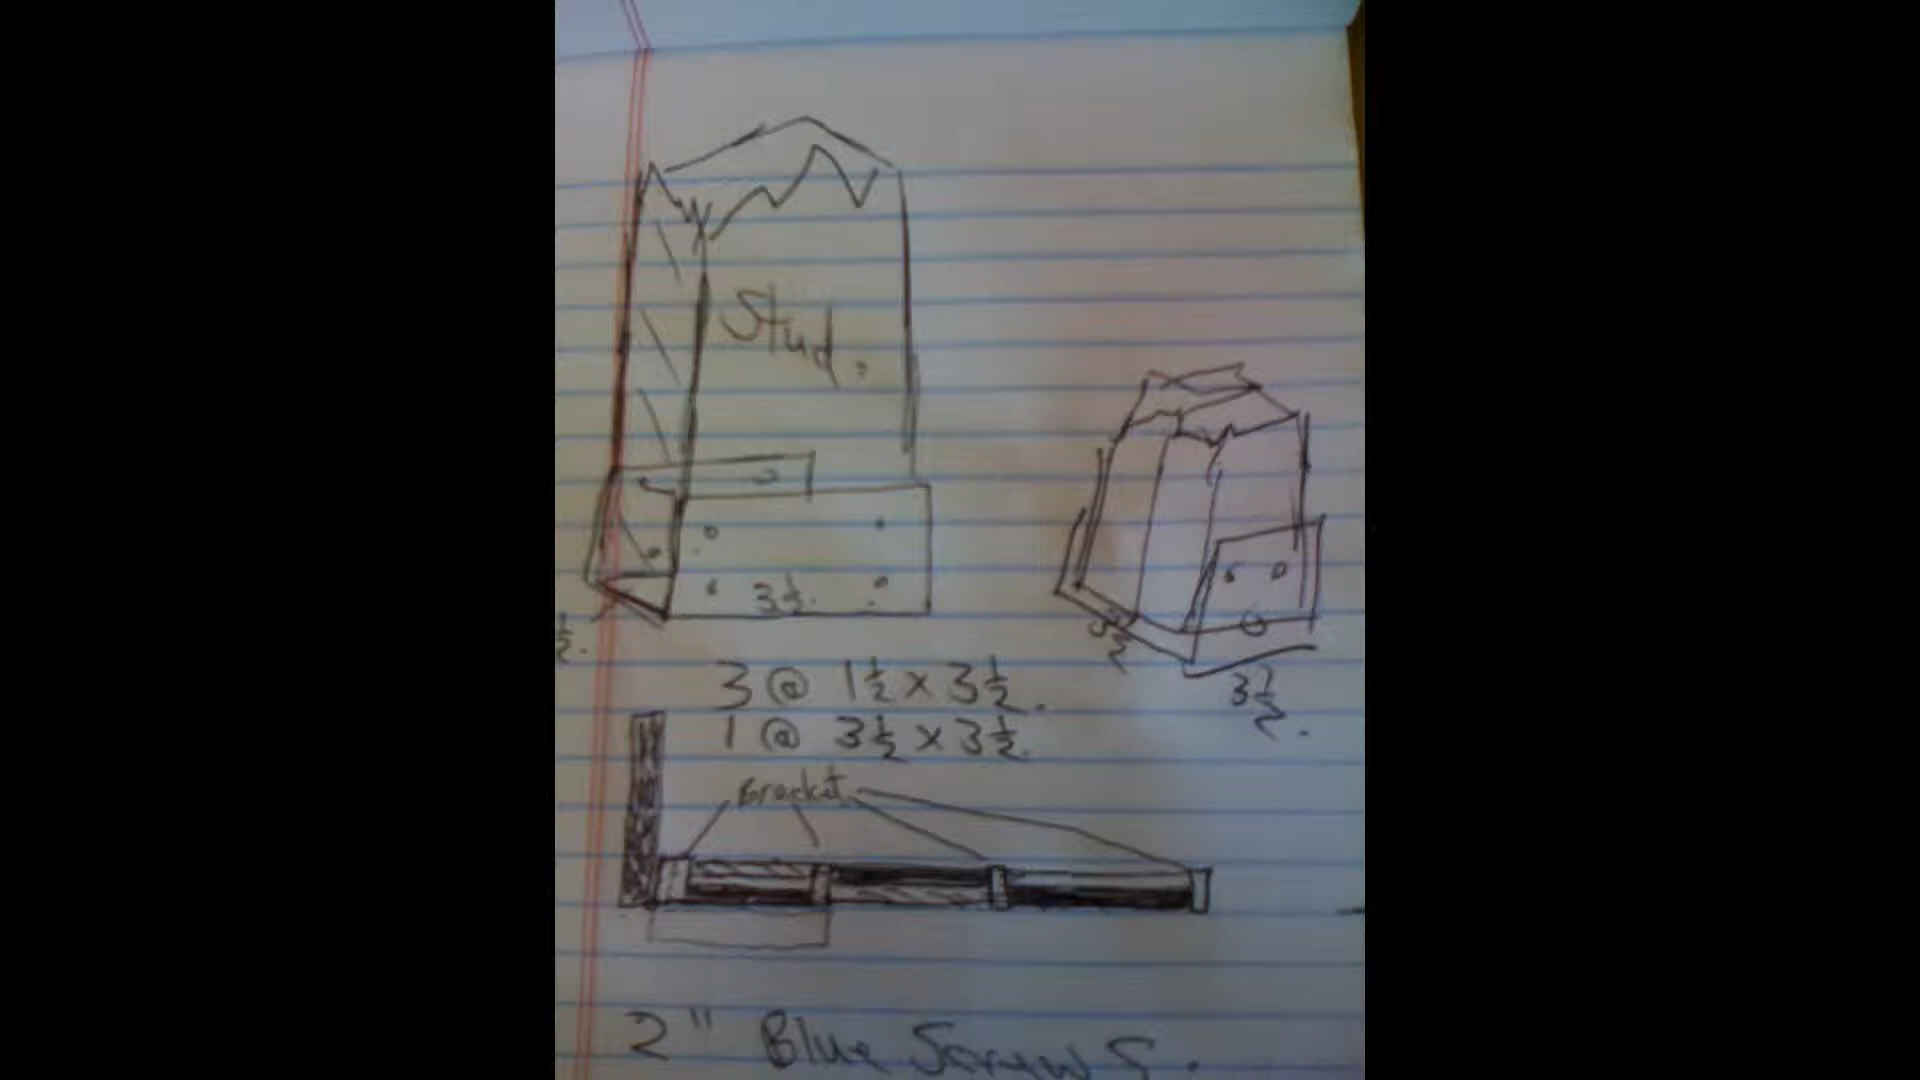 Stud.
3½.
½.
3½
3½.
3 @ 1½ x 3½.
1 @ 3½ x 3½.
Bracket
2" Blue Screws.